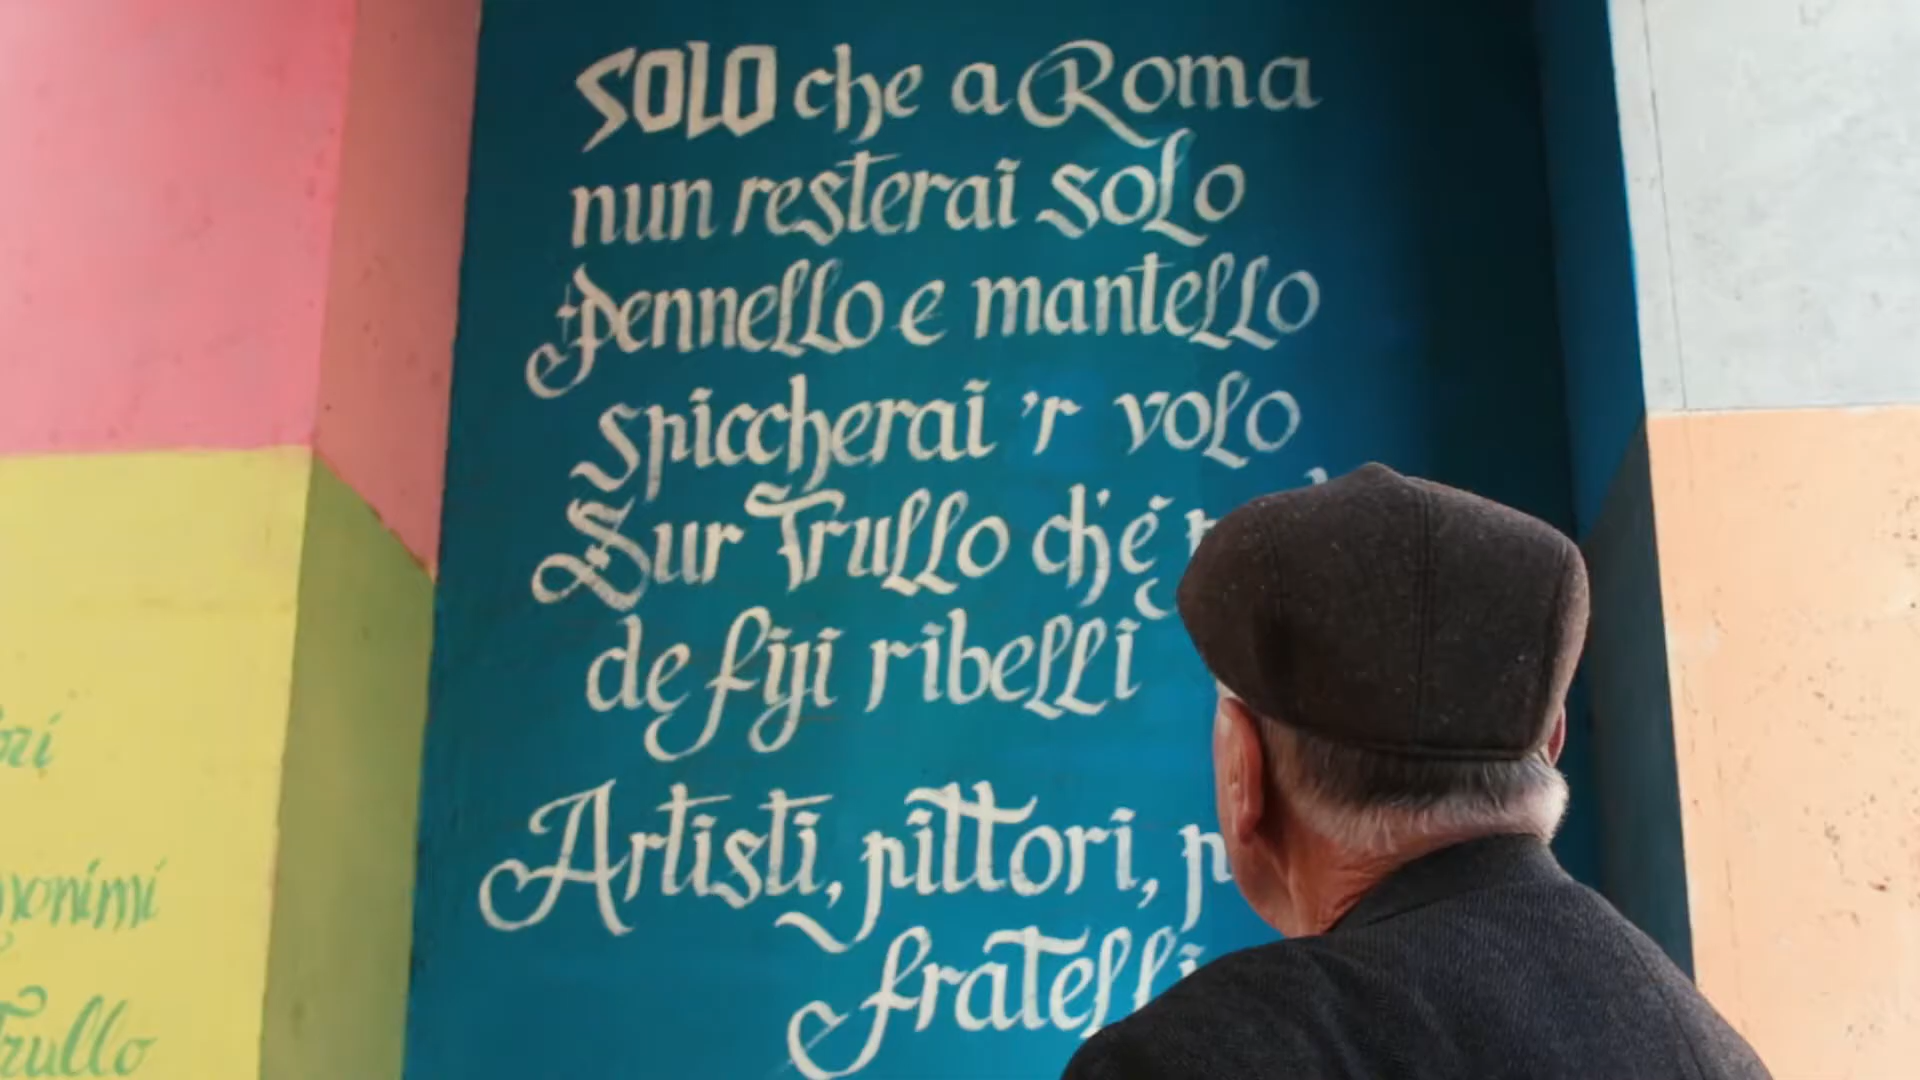 SOLO che a Roma
nun resterai solo
Pennello e mantello
spiccherai 'r volo
Sur Trullo ch'é
de fiji ribelli
Artisti, pittori,
fratelli
Trullo